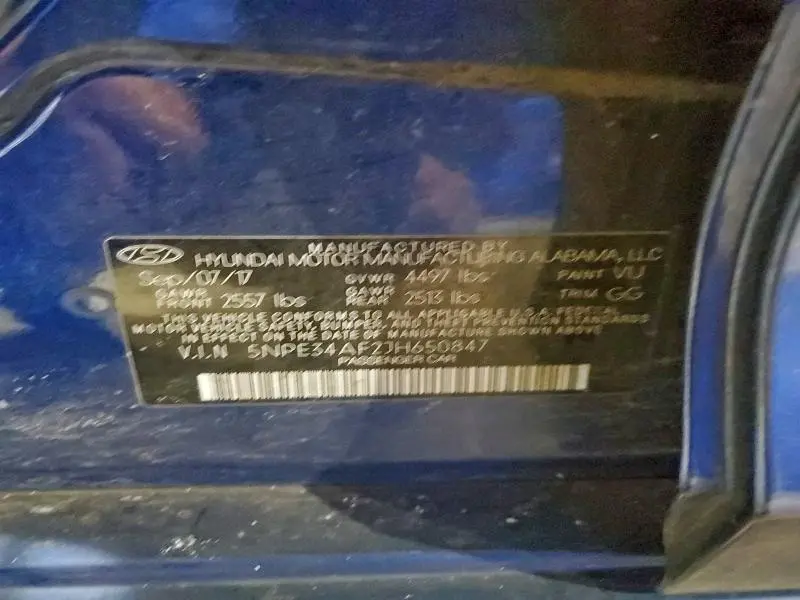 MANUFACTURED BY
HYUNDAI MOTOR MANUFACTURING ALABAMA, LLC
Sep/07/17 GVWR 4497 lbs PAINT VU
GAWR FRONT 2557 lbs GAWR REAR 2513 lbs TRIM GG
THIS VEHICLE CONFORMS TO ALL APPLICABLE U.S.A. FEDERAL
MOTOR VEHICLE SAFETY, BUMPER, AND THEFT PREVENTION STANDARDS
IN EFFECT ON THE DATE OF MANUFACTURE SHOWN ABOVE.
V.I.N 5NPE34AF2JH650847
PASSENGER CAR